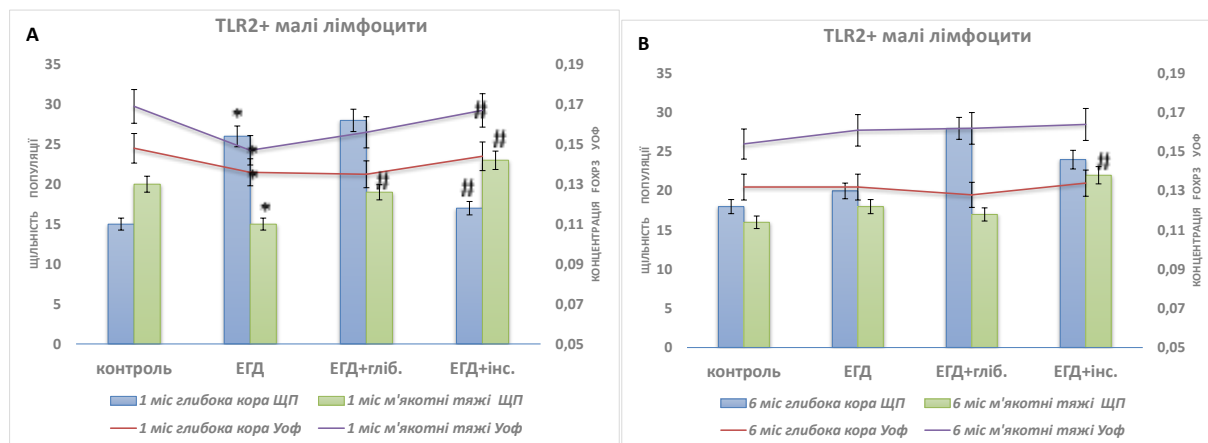 A
TLR2+ малі лімфоцити
35
30
25
20
15
10
5
0
ЩІЛЬНІСТЬ ПОПУЛЯЦІЇ
0,19
0,17
0,15
0,13
0,11
0,09
0,07
0,05
КОНЦЕНТРАЦІЯ FOXP3 УОФ
* * * *
# # # #
контроль ЕГД ЕГД+гліб. ЕГД+інс.
1 міс глибока кора ЩП 1 міс м'якотні тяжі ЩП
1 міс глибока кора Уоф 1 міс м'якотні тяжі Уоф
B
TLR2+ малі лімфоцити
35
30
25
20
15
10
5
0
ЩІЛЬНІСТЬ ПОПУЛЯЦІЇ
0,19
0,17
0,15
0,13
0,11
0,09
0,07
0,05
КОНЦЕНТРАЦІЯ FOXP3 УОФ
#
контроль ЕГД ЕГД+гліб. ЕГД+інс.
6 міс глибока кора ЩП 6 міс м'якотні тяжі ЩП
6 міс глибока кора Уоф 6 міс м'якотні тяжі Уоф